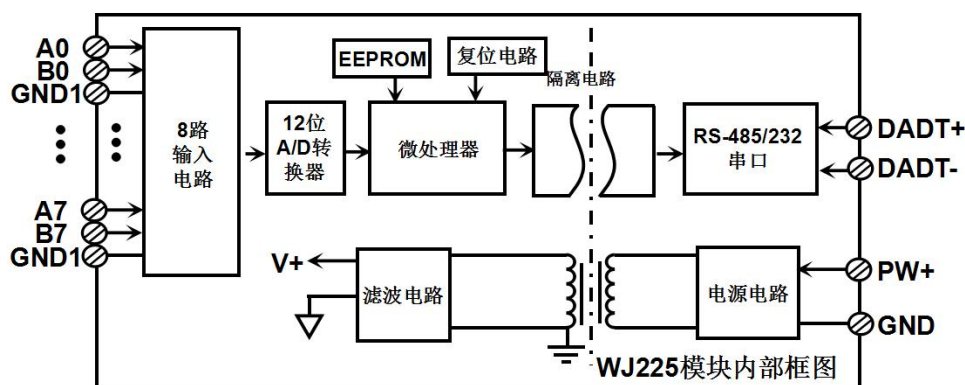 A0
B0
GND1
A7
B7
GND1
8路
输入
电路
12位
A/D转
换器
EEPROM
复位电路
微处理器
隔离电路
RS-485/232
串口
DADT+
DADT-
V+
滤波电路
电源电路
PW+
GND
WJ225模块内部框图